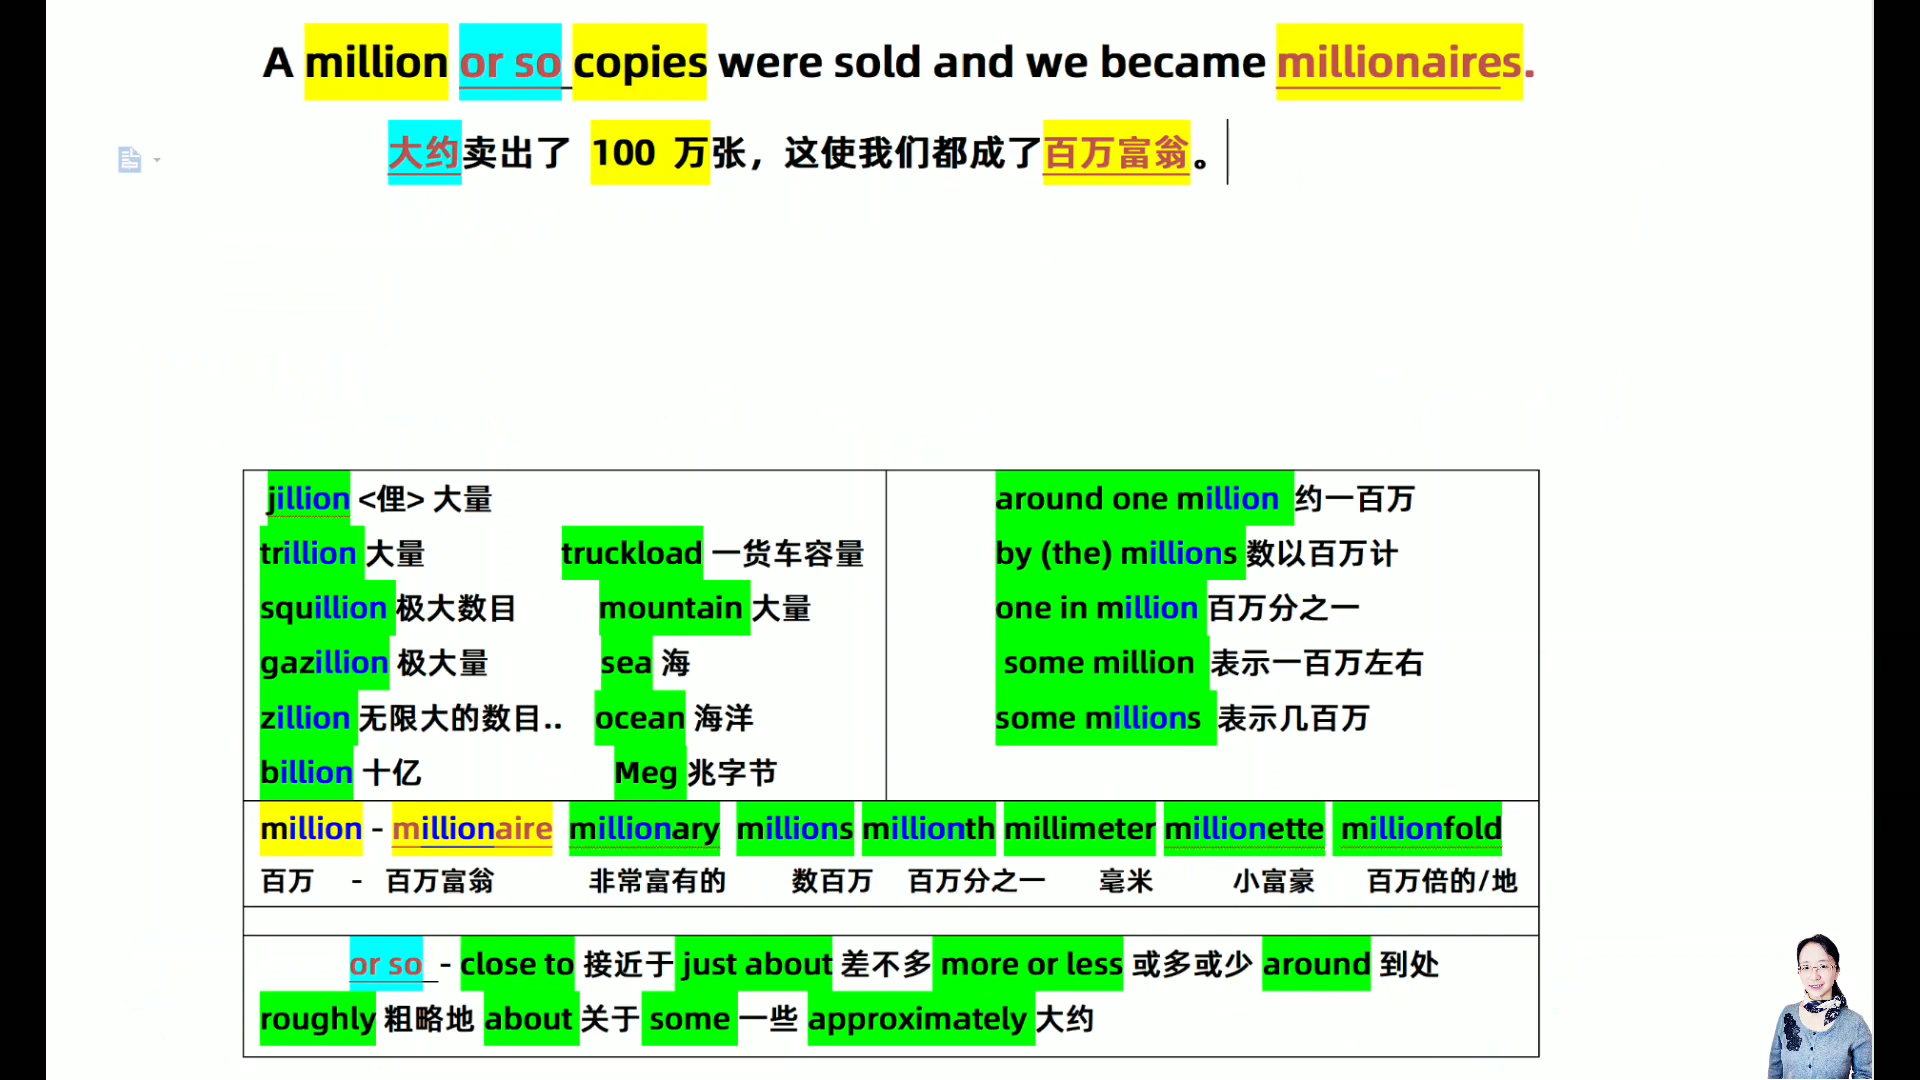 A million or so copies were sold and we became millionaires.
大约卖出了 100 万张，这使我们都成了百万富翁。
jillion <俚> 大量
trillion 大量 truckload 一货车容量
squillion 极大数目 mountain 大量
gazillion 极大量 sea 海
zillion 无限大的数目.. ocean 海洋
billion 十亿 Meg 兆字节
around one million 约一百万
by (the) millions 数以百万计
one in million 百万分之一
some million 表示一百万左右
some millions 表示几百万
million - millionaire millionary millions millionth millimeter millionette millionfold
百万 - 百万富翁 非常富有的 数百万 百万分之一 毫米 小富豪 百万倍的/地
or so - close to 接近于 just about 差不多 more or less 或多或少 around 到处
roughly 粗略地 about 关于 some 一些 approximately 大约